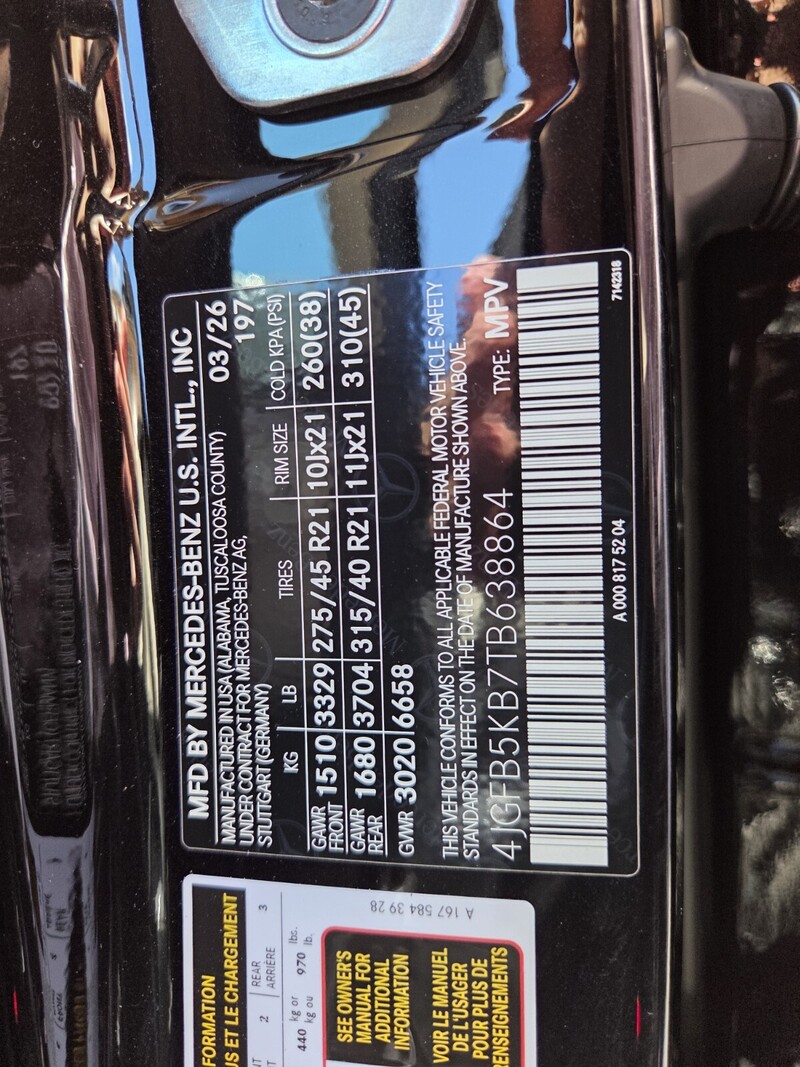 MFD BY MERCEDES-BENZ U.S. INTL., INC
MANUFACTURED IN USA (ALABAMA, TUSCALOOSA COUNTY) 03/26
UNDER CONTRACT FOR MERCEDES-BENZ AG, 197
STUTTGART (GERMANY)
KG LB TIRES RIM SIZE COLD KPA (PSI)
GAWR FRONT 1510 3329 275/45 R21 10Jx21 260(38)
GAWR REAR 1680 3704 315/40 R21 11Jx21 310(45)
GVWR 3020 6658
THIS VEHICLE CONFORMS TO ALL APPLICABLE FEDERAL MOTOR VEHICLE SAFETY
STANDARDS IN EFFECT ON THE DATE OF MANUFACTURE SHOWN ABOVE.
4JGFB5KB7TB638864 TYPE: MPV
A 000 817 52 04 7142318
FORMATION
US ET LE CHARGEMENT
2 REAR 3
ARRIÈRE
440 kg or 970 lbs.
kg ou lb.
SEE OWNER'S
MANUAL FOR
ADDITIONAL
INFORMATION
VOIR LE MANUEL
DE L'USAGER
POUR PLUS DE
RENSEIGNEMENTS
A 167 584 39 28